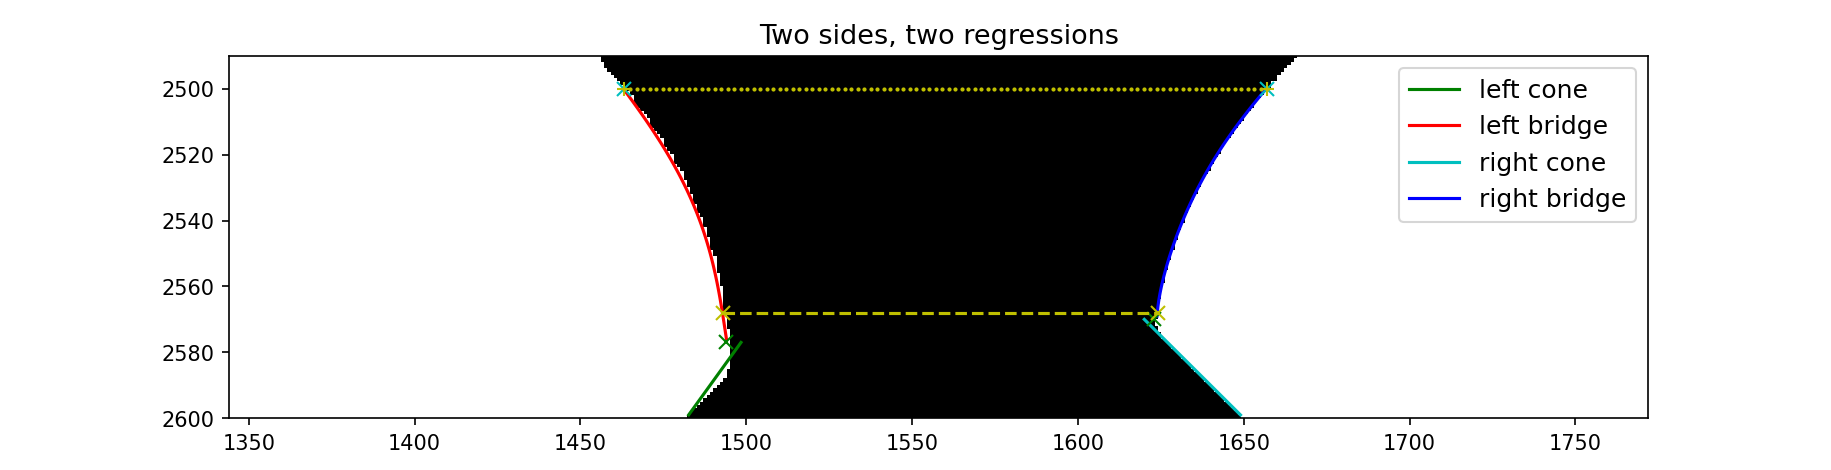 Two sides, two regressions
left cone
left bridge
right cone
right bridge
2500
2520
2540
2560
2580
2600
1350 1400 1450 1500 1550 1600 1650 1700 1750